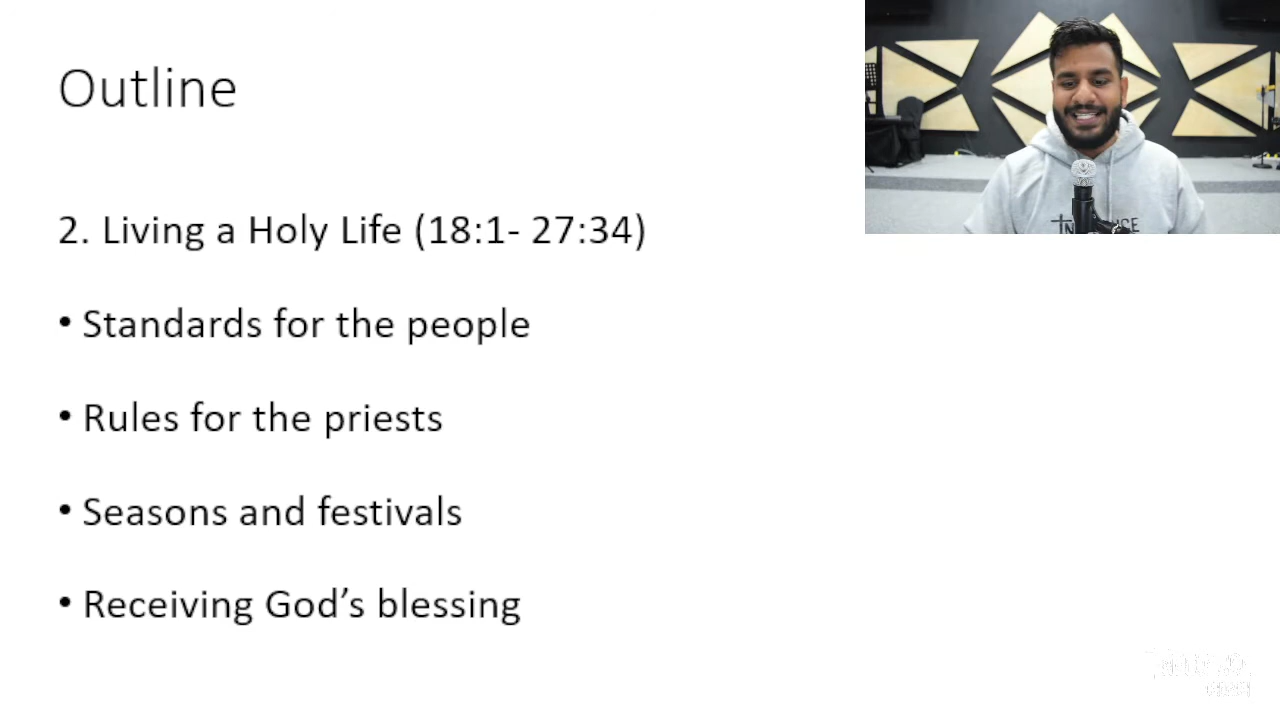 Outline
2. Living a Holy Life (18:1- 27:34)
• Standards for the people
• Rules for the priests
• Seasons and festivals
• Receiving God’s blessing